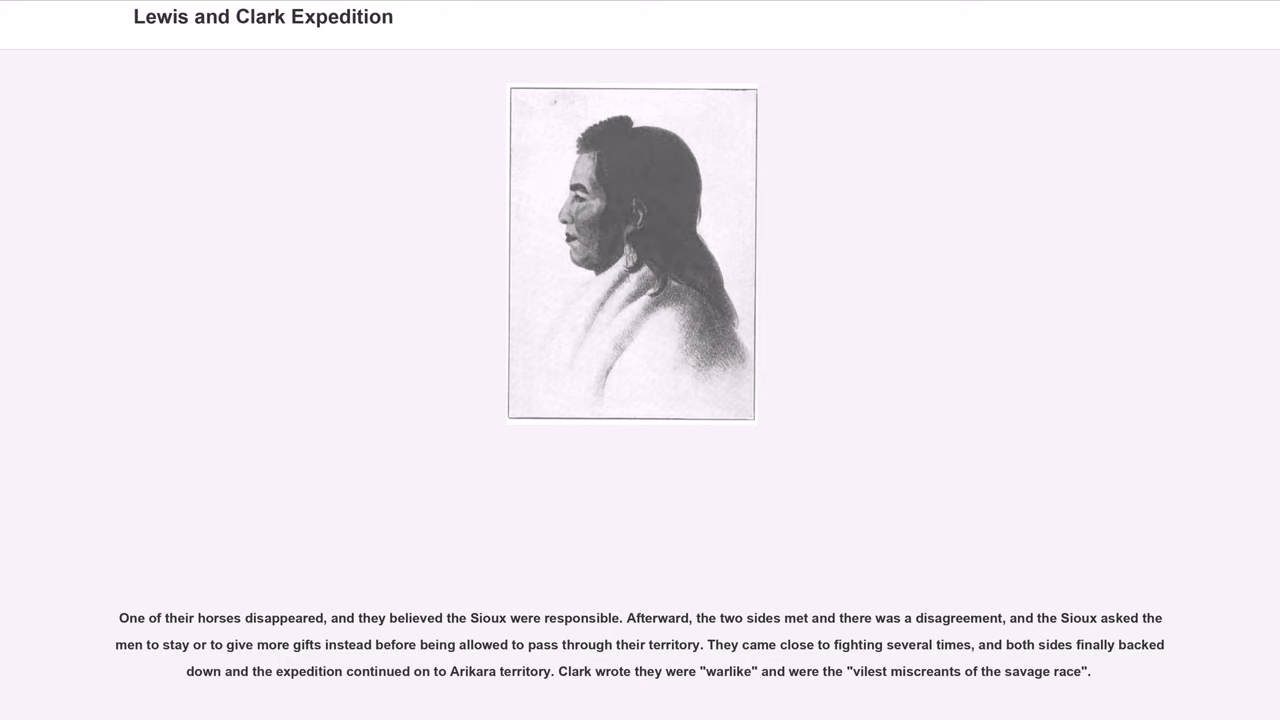 Lewis and Clark Expedition
One of their horses disappeared, and they believed the Sioux were responsible. Afterward, the two sides met and there was a disagreement, and the Sioux asked the
men to stay or to give more gifts instead before being allowed to pass through their territory. They came close to fighting several times, and both sides finally backed
down and the expedition continued on to Arikara territory. Clark wrote they were "warlike" and were the "vilest miscreants of the savage race".